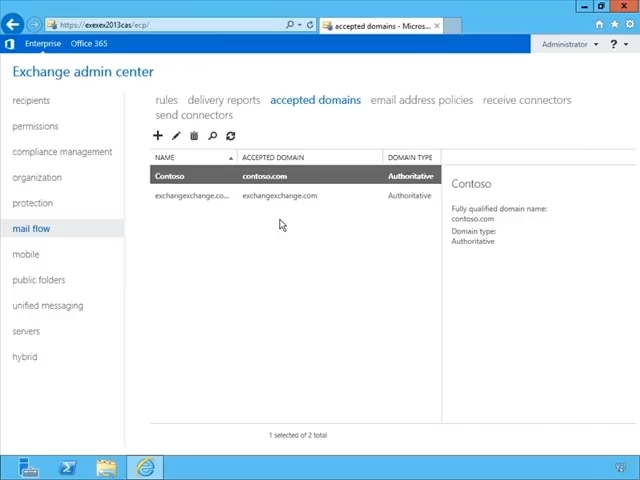 https://exexex2013cas/ecp/
accepted domains - Micros...
Enterprise Office 365
Administrator
?
Exchange admin center
recipients
permissions
compliance management
organization
protection
mail flow
mobile
public folders
unified messaging
servers
hybrid
rules delivery reports accepted domains email address policies receive connectors
send connectors
NAME ACCEPTED DOMAIN DOMAIN TYPE
Contoso contoso.com Authoritative
exchangexchange.co... exchangexchange.com Authoritative
1 selected of 2 total
Contoso
Fully qualified domain name:
contoso.com
Domain type:
Authoritative